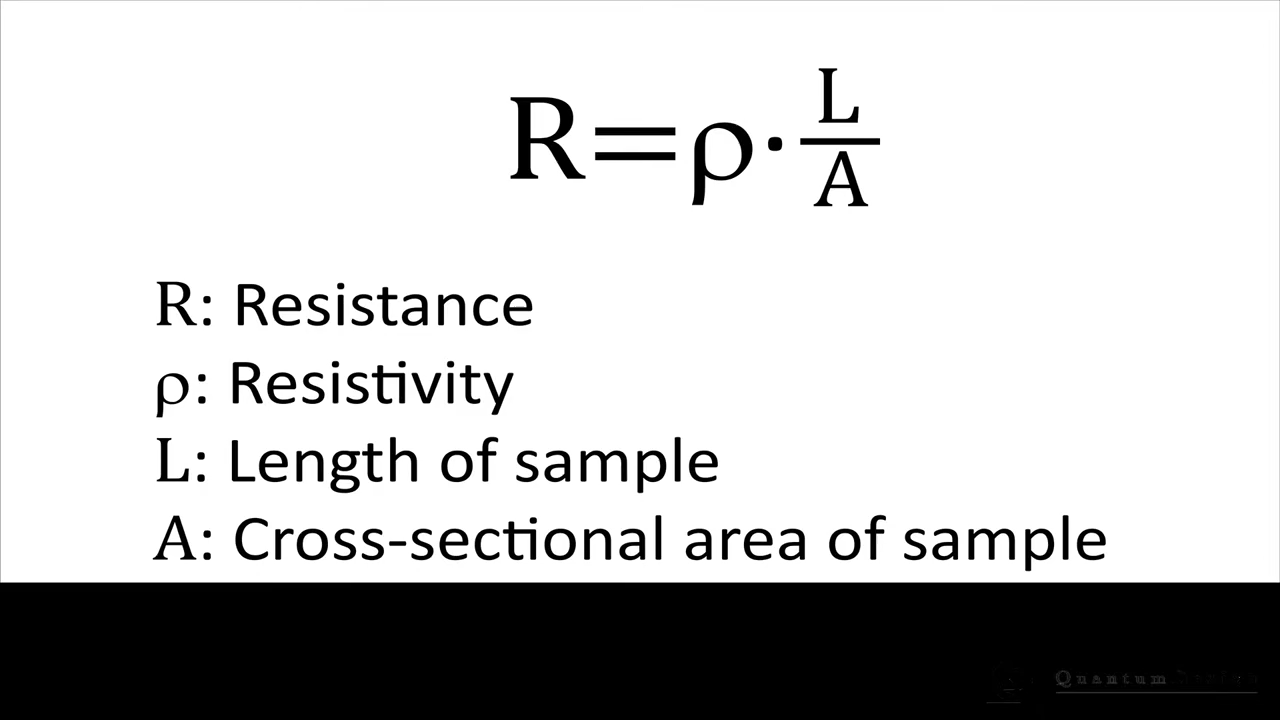 R=ρ·L/A
R: Resistance
ρ: Resistivity
L: Length of sample
A: Cross-sectional area of sample
Quantum